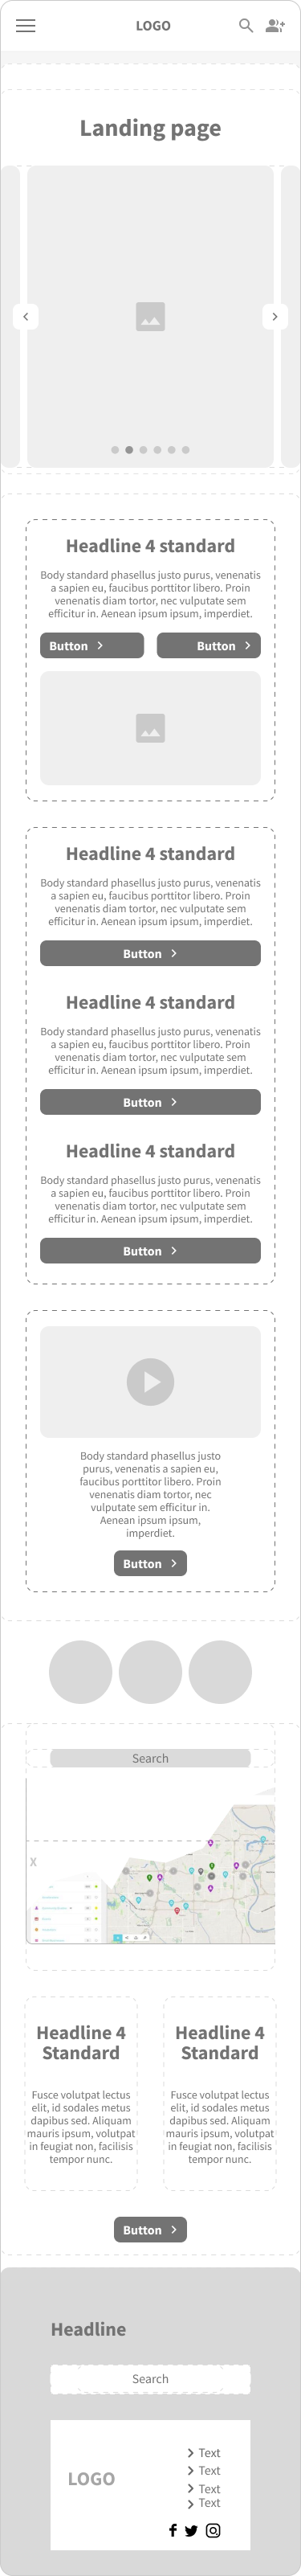 LOGO
Landing page
Headline 4 standard
Body standard phasellus justo purus, venenatis
a sapien eu, faucibus porttitor libero. Proin
venenatis diam tortor, nec vulputate sem
efficitur in. Aenean ipsum ipsum, imperdiet.
Button
Button
Headline 4 standard
Body standard phasellus justo purus, venenatis
a sapien eu, faucibus porttitor libero. Proin
venenatis diam tortor, nec vulputate sem
efficitur in. Aenean ipsum ipsum, imperdiet.
Button
Headline 4 standard
Body standard phasellus justo purus, venenatis
a sapien eu, faucibus porttitor libero. Proin
venenatis diam tortor, nec vulputate sem
efficitur in. Aenean ipsum ipsum, imperdiet.
Button
Headline 4 standard
Body standard phasellus justo purus, venenatis
a sapien eu, faucibus porttitor libero. Proin
venenatis diam tortor, nec vulputate sem
efficitur in. Aenean ipsum ipsum, imperdiet.
Button
Body standard phasellus justo
purus, venenatis a sapien eu,
faucibus porttitor libero. Proin
venenatis diam tortor, nec
vulputate sem efficitur in.
Aenean ipsum ipsum,
imperdiet.
Button
Search
X
Headline 4
Standard
Fusce volutpat lectus
elit, id sodales metus
dapibus sed. Aliquam
mauris ipsum, volutpat
in feugiat non, facilisis
tempor nunc.
Headline 4
Standard
Fusce volutpat lectus
elit, id sodales metus
dapibus sed. Aliquam
mauris ipsum, volutpat
in feugiat non, facilisis
tempor nunc.
Button
Headline
Search
LOGO
Text
Text
Text
Text